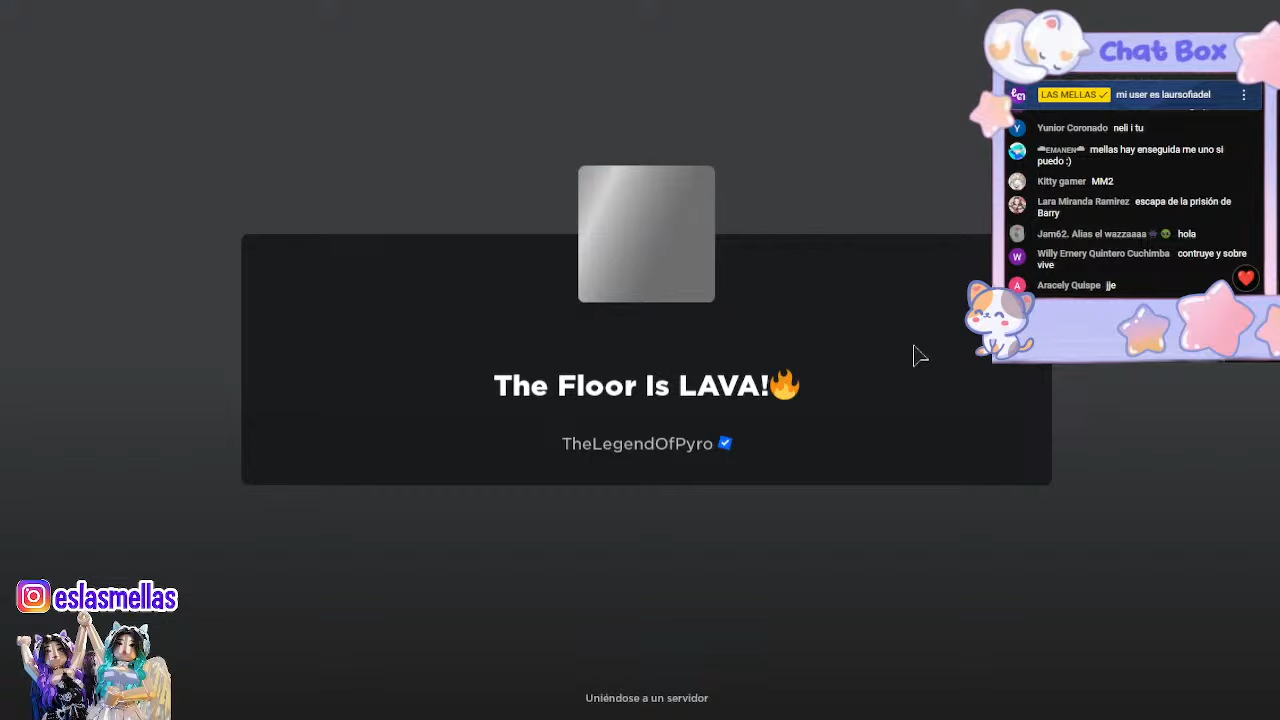 Chat Box
LAS MELLAS ✓ mi user es laursofiadel
Y Yunior Coronado neli i tu
☁EMANEN☁ mellas hay enseguida me uno si
puedo :)
Kitty gamer MM2
Lara Miranda Ramirez escapa de la prisión de
Barry
Jam62. Alias el wazzaaaa hola
W Willy Ernery Quintero Cuchimba contruye y sobre
vive
A Aracely Quispe jje
The Floor Is LAVA!🔥
TheLegendOfPyro
eslasmellas
Uniéndose a un servidor